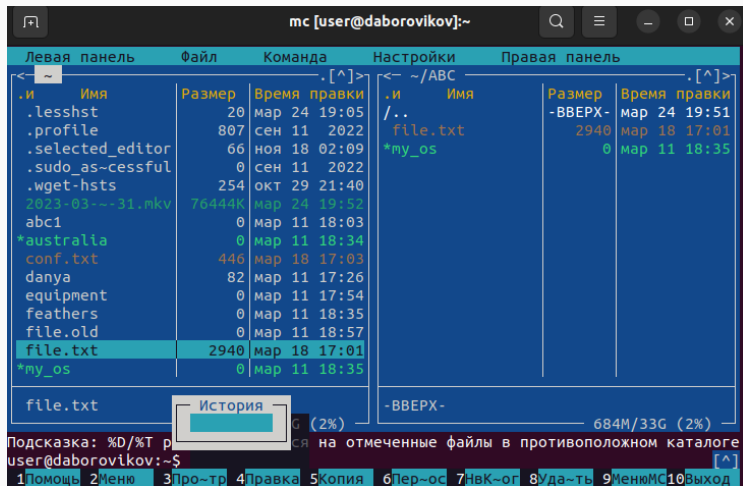 mc [user@daborovikov]:~
Левая панель Файл Команда Настройки Правая панель
<— ~ .[^]> <— ~/ABC .[^]>
.и Имя Размер Время правки .и Имя Размер Время правки
.lesshst 20 мар 24 19:05 /.. -ВВЕРХ- мар 24 19:51
.profile 807 сен 11 2022 file.txt 2940 мар 18 17:01
.selected_editor 66 ноя 18 02:09 *my_os 0 мар 11 18:35
.sudo_as~cessful 0 сен 11 2022
.wget-hsts 254 окт 29 21:40
2023-03-~-31.mkv 76444K мар 24 19:52
abc1 0 мар 11 18:03
*australia 0 мар 11 18:34
conf.txt 446 мар 18 17:03
danya 82 мар 11 17:26
equipment 0 мар 11 17:54
feathers 0 мар 11 18:35
file.old 0 мар 11 18:57
file.txt 2940 мар 18 17:01
*my_os 0 мар 11 18:35
file.txt История -ВВЕРХ-
G (2%) 684M/33G (2%)
Подсказка: %D/%T р ся на отмеченные файлы в противоположном каталоге
user@daborovikov:~$ [^]
1Помощь 2Меню 3Про~тр 4Правка 5Копия 6Пер~ос 7НвК~ог 8Уда~ть 9МенюMC 10Выход